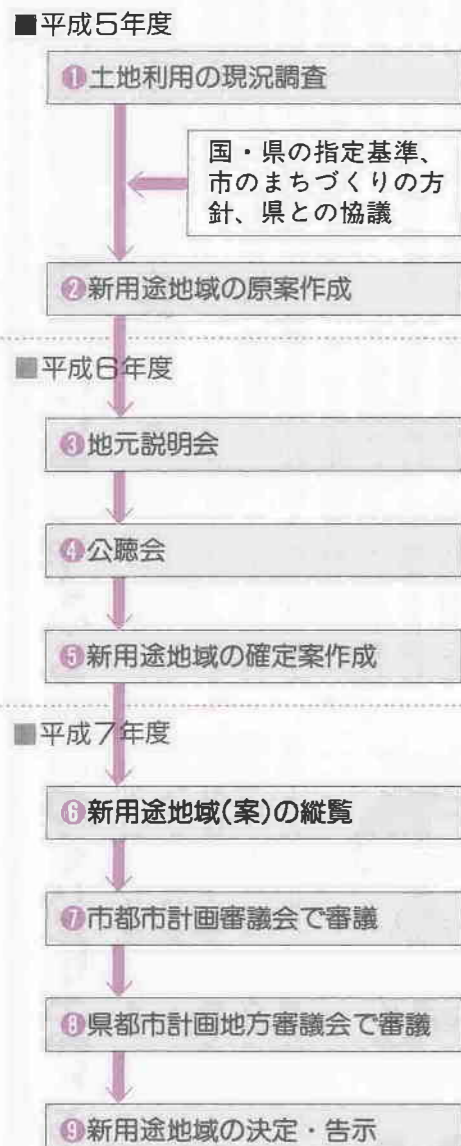 ■平成5年度
❶土地利用の現況調査
国・県の指定基準、
市のまちづくりの方
針、県との協議
❷新用途地域の原案作成
■平成6年度
❸地元説明会
❹公聴会
❺新用途地域の確定案作成
■平成7年度
❻新用途地域(案)の縦覧
❼市都市計画審議会で審議
❽県都市計画地方審議会で審議
❾新用途地域の決定・告示